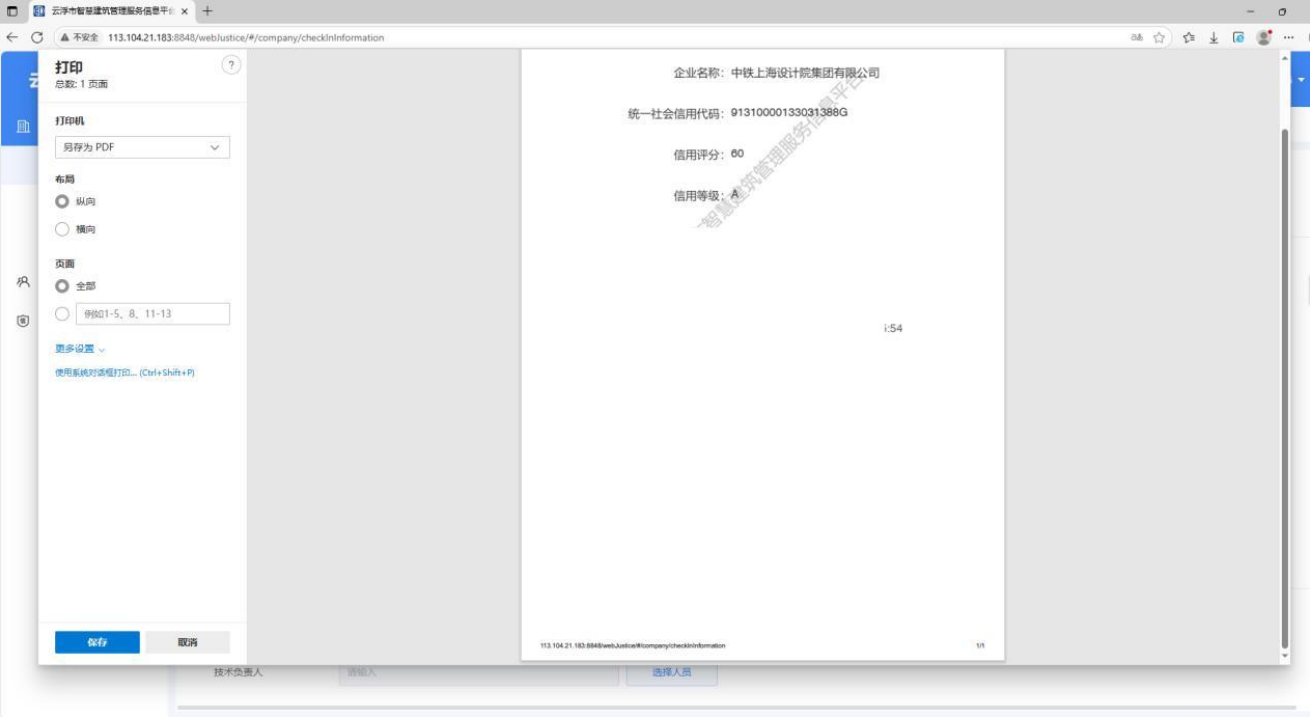 云浮市智慧建筑管理服务信息平台
不安全 113.104.21.183:8848/webJustice/#/company/checkInInformation
打印
总数: 1 页面
打印机
另存为 PDF
布局
纵向
横向
页面
全部
例如1-5、8、11-13
更多设置
使用系统对话框打印... (Ctrl+Shift+P)
保存 取消
企业名称: 中铁上海设计院集团有限公司
统一社会信用代码: 91310000133031388G
信用评分: 60
信用等级: A
智慧建筑管理服务信息平台
i:54
113.104.21.183:8848/webJustice/#/company/checkInInformation 1/1
技术负责人 请输入 选择人员